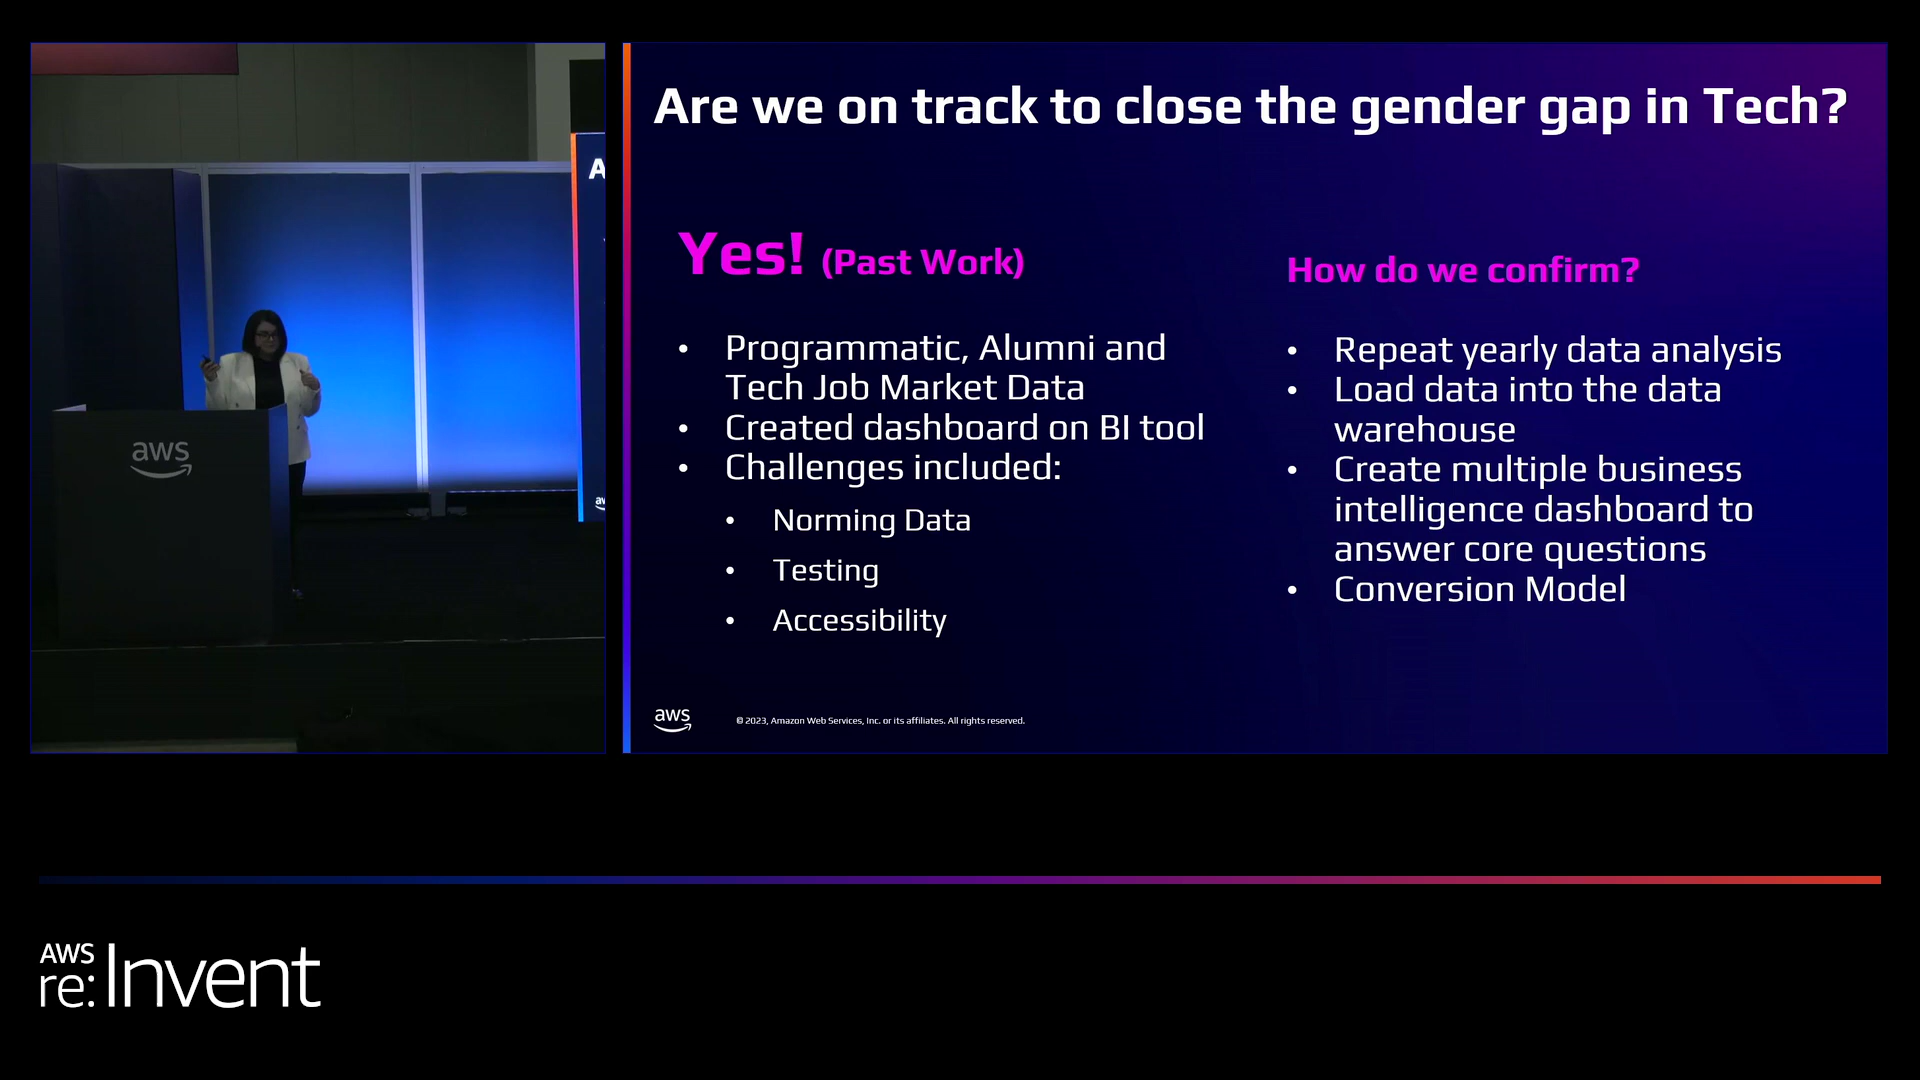 Are we on track to close the gender gap in Tech?
Yes! (Past Work)
• Programmatic, Alumni and
Tech Job Market Data
• Created dashboard on BI tool
• Challenges included:
• Norming Data
• Testing
• Accessibility
How do we confirm?
• Repeat yearly data analysis
• Load data into the data
warehouse
• Create multiple business
intelligence dashboard to
answer core questions
• Conversion Model
aws
© 2023, Amazon Web Services, Inc. or its affiliates. All rights reserved.
aws
A
aws
AWS
re:Invent